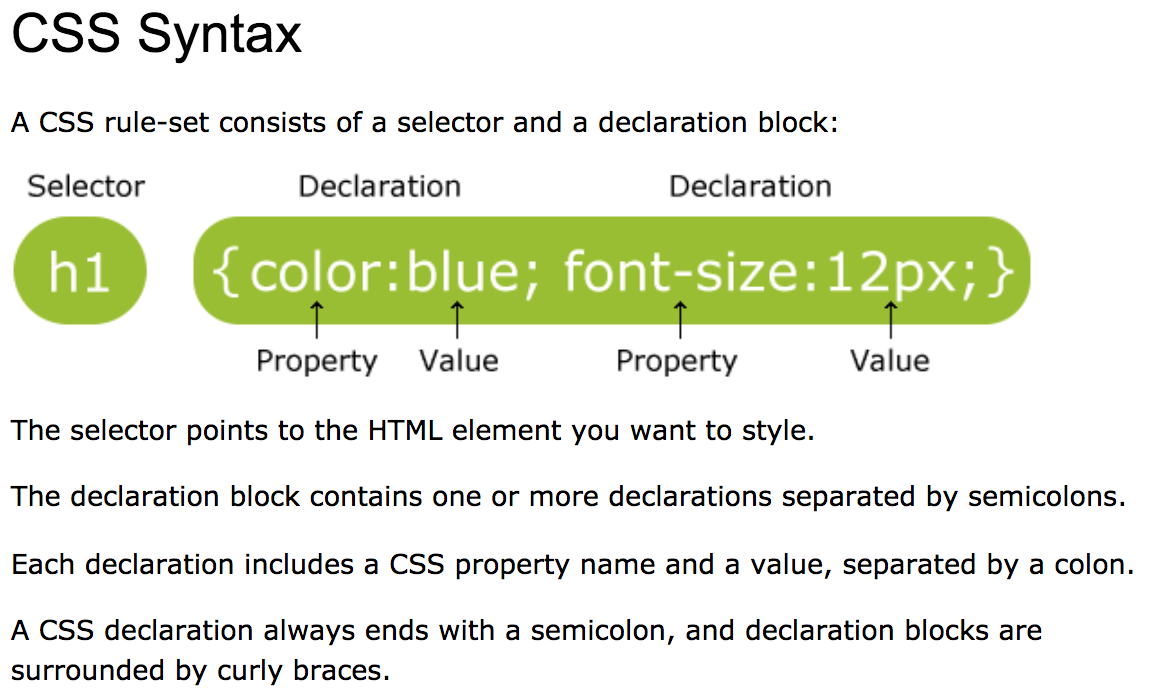 CSS Syntax
A CSS rule-set consists of a selector and a declaration block:
Selector Declaration Declaration
h1 {color:blue; font-size:12px;}
Property Value Property Value
The selector points to the HTML element you want to style.
The declaration block contains one or more declarations separated by semicolons.
Each declaration includes a CSS property name and a value, separated by a colon.
A CSS declaration always ends with a semicolon, and declaration blocks are
surrounded by curly braces.